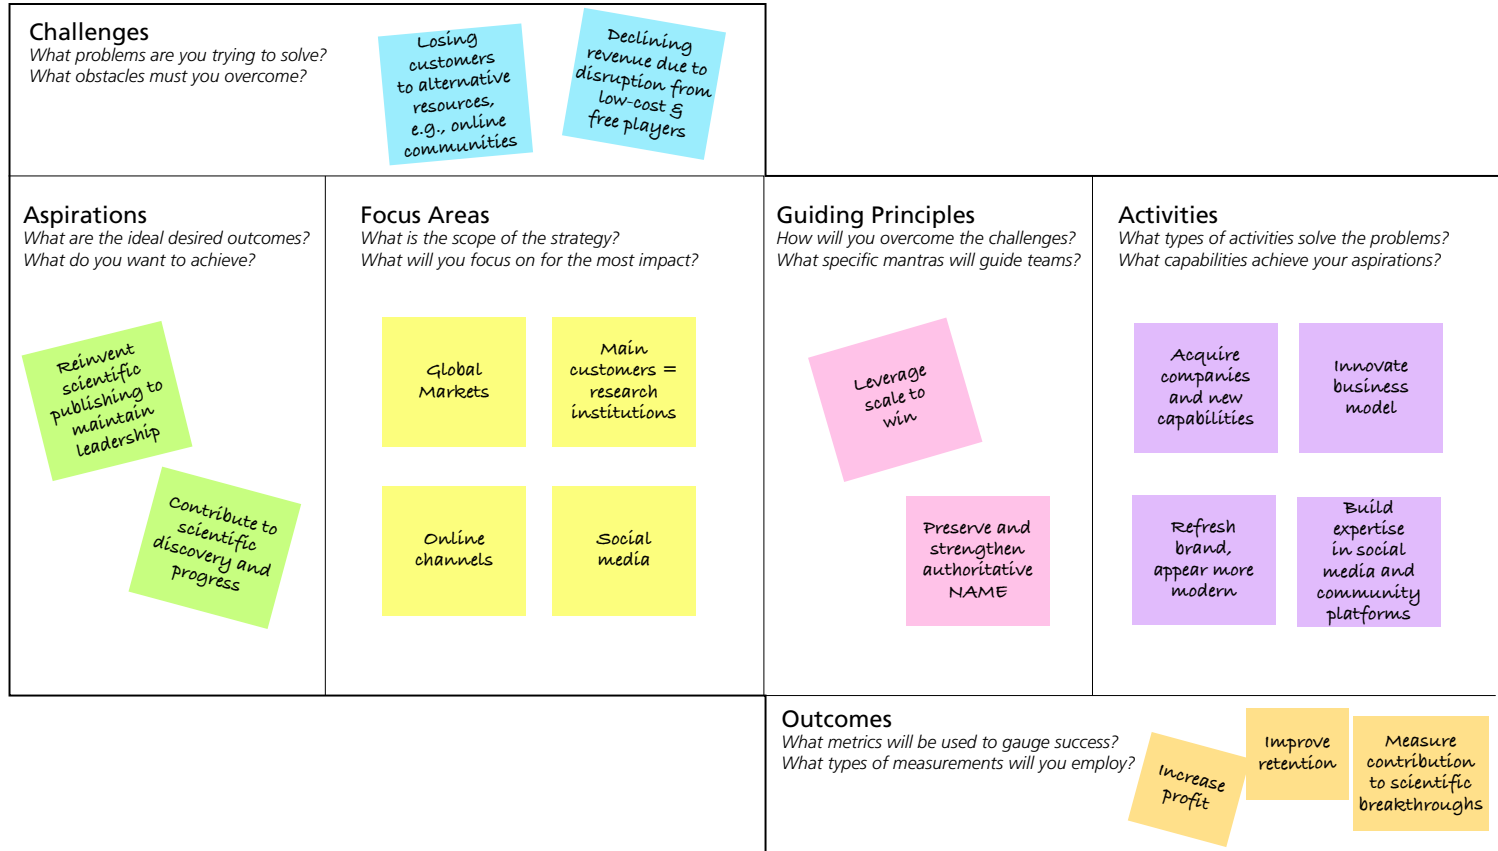 Challenges
What problems are you trying to solve?
What obstacles must you overcome?
Losing
customers
to alternative
resources,
e.g., online
communities
Declining
revenue due to
disruption from
low-cost &
free players
Aspirations
What are the ideal desired outcomes?
What do you want to achieve?
Reinvent
scientific
publishing to
maintain
leadership
Contribute to
scientific
discovery and
progress
Focus Areas
What is the scope of the strategy?
What will you focus on for the most impact?
Global
Markets
Main
customers =
research
institutions
Online
channels
Social
media
Guiding Principles
How will you overcome the challenges?
What specific mantras will guide teams?
Leverage
scale to
win
Preserve and
strengthen
authoritative
NAME
Activities
What types of activities solve the problems?
What capabilities achieve your aspirations?
Acquire
companies
and new
capabilities
Innovate
business
model
Refresh
brand,
appear more
modern
Build
expertise
in social
media and
community
platforms
Outcomes
What metrics will be used to gauge success?
What types of measurements will you employ?
Increase
Profit
Improve
retention
Measure
contribution
to scientific
breakthroughs